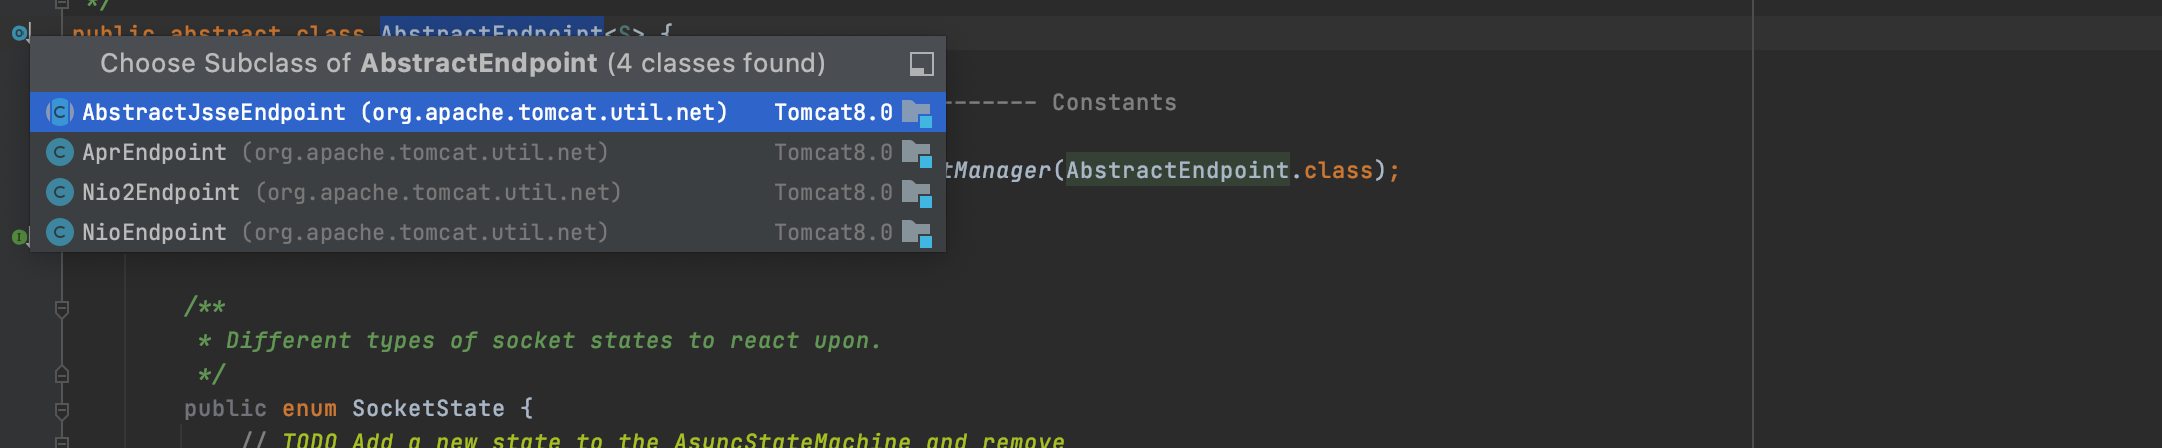 */
public abstract class AbstractEndpoint<S> {
Choose Subclass of AbstractEndpoint (4 classes found)
AbstractJsseEndpoint (org.apache.tomcat.util.net) Tomcat8.0
------- Constants
AprEndpoint (org.apache.tomcat.util.net) Tomcat8.0
tManager(AbstractEndpoint.class);
Nio2Endpoint (org.apache.tomcat.util.net) Tomcat8.0
NioEndpoint (org.apache.tomcat.util.net) Tomcat8.0
/**
* Different types of socket states to react upon.
*/
public enum SocketState {
// TODO Add a new state to the AsyncStateMachine and remove